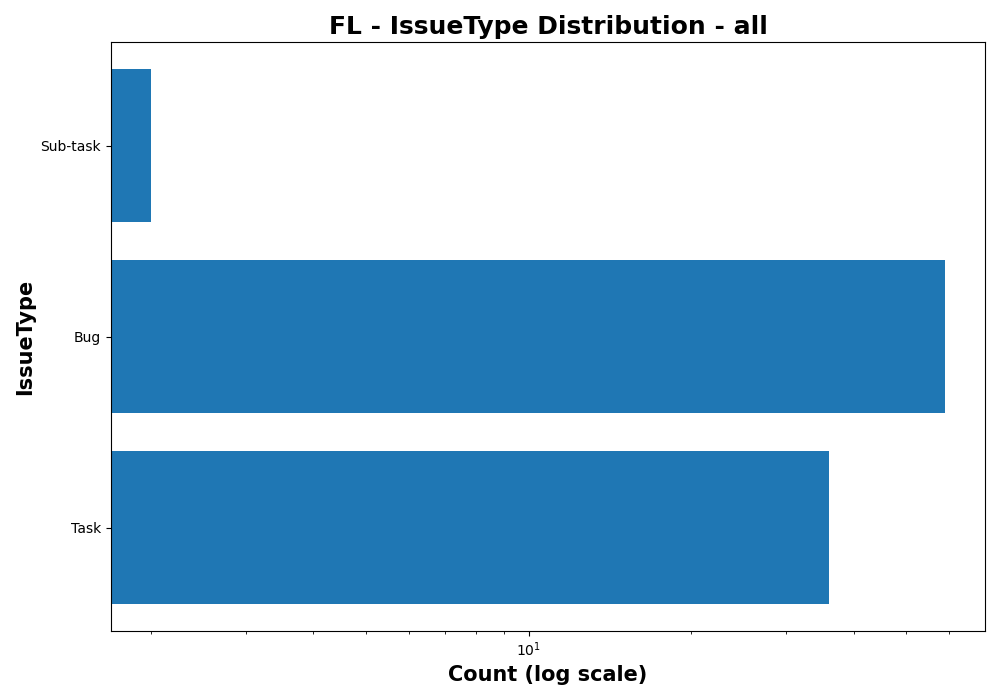 FL - IssueType Distribution - all
IssueType
Sub-task
Bug
Task
10¹
Count (log scale)